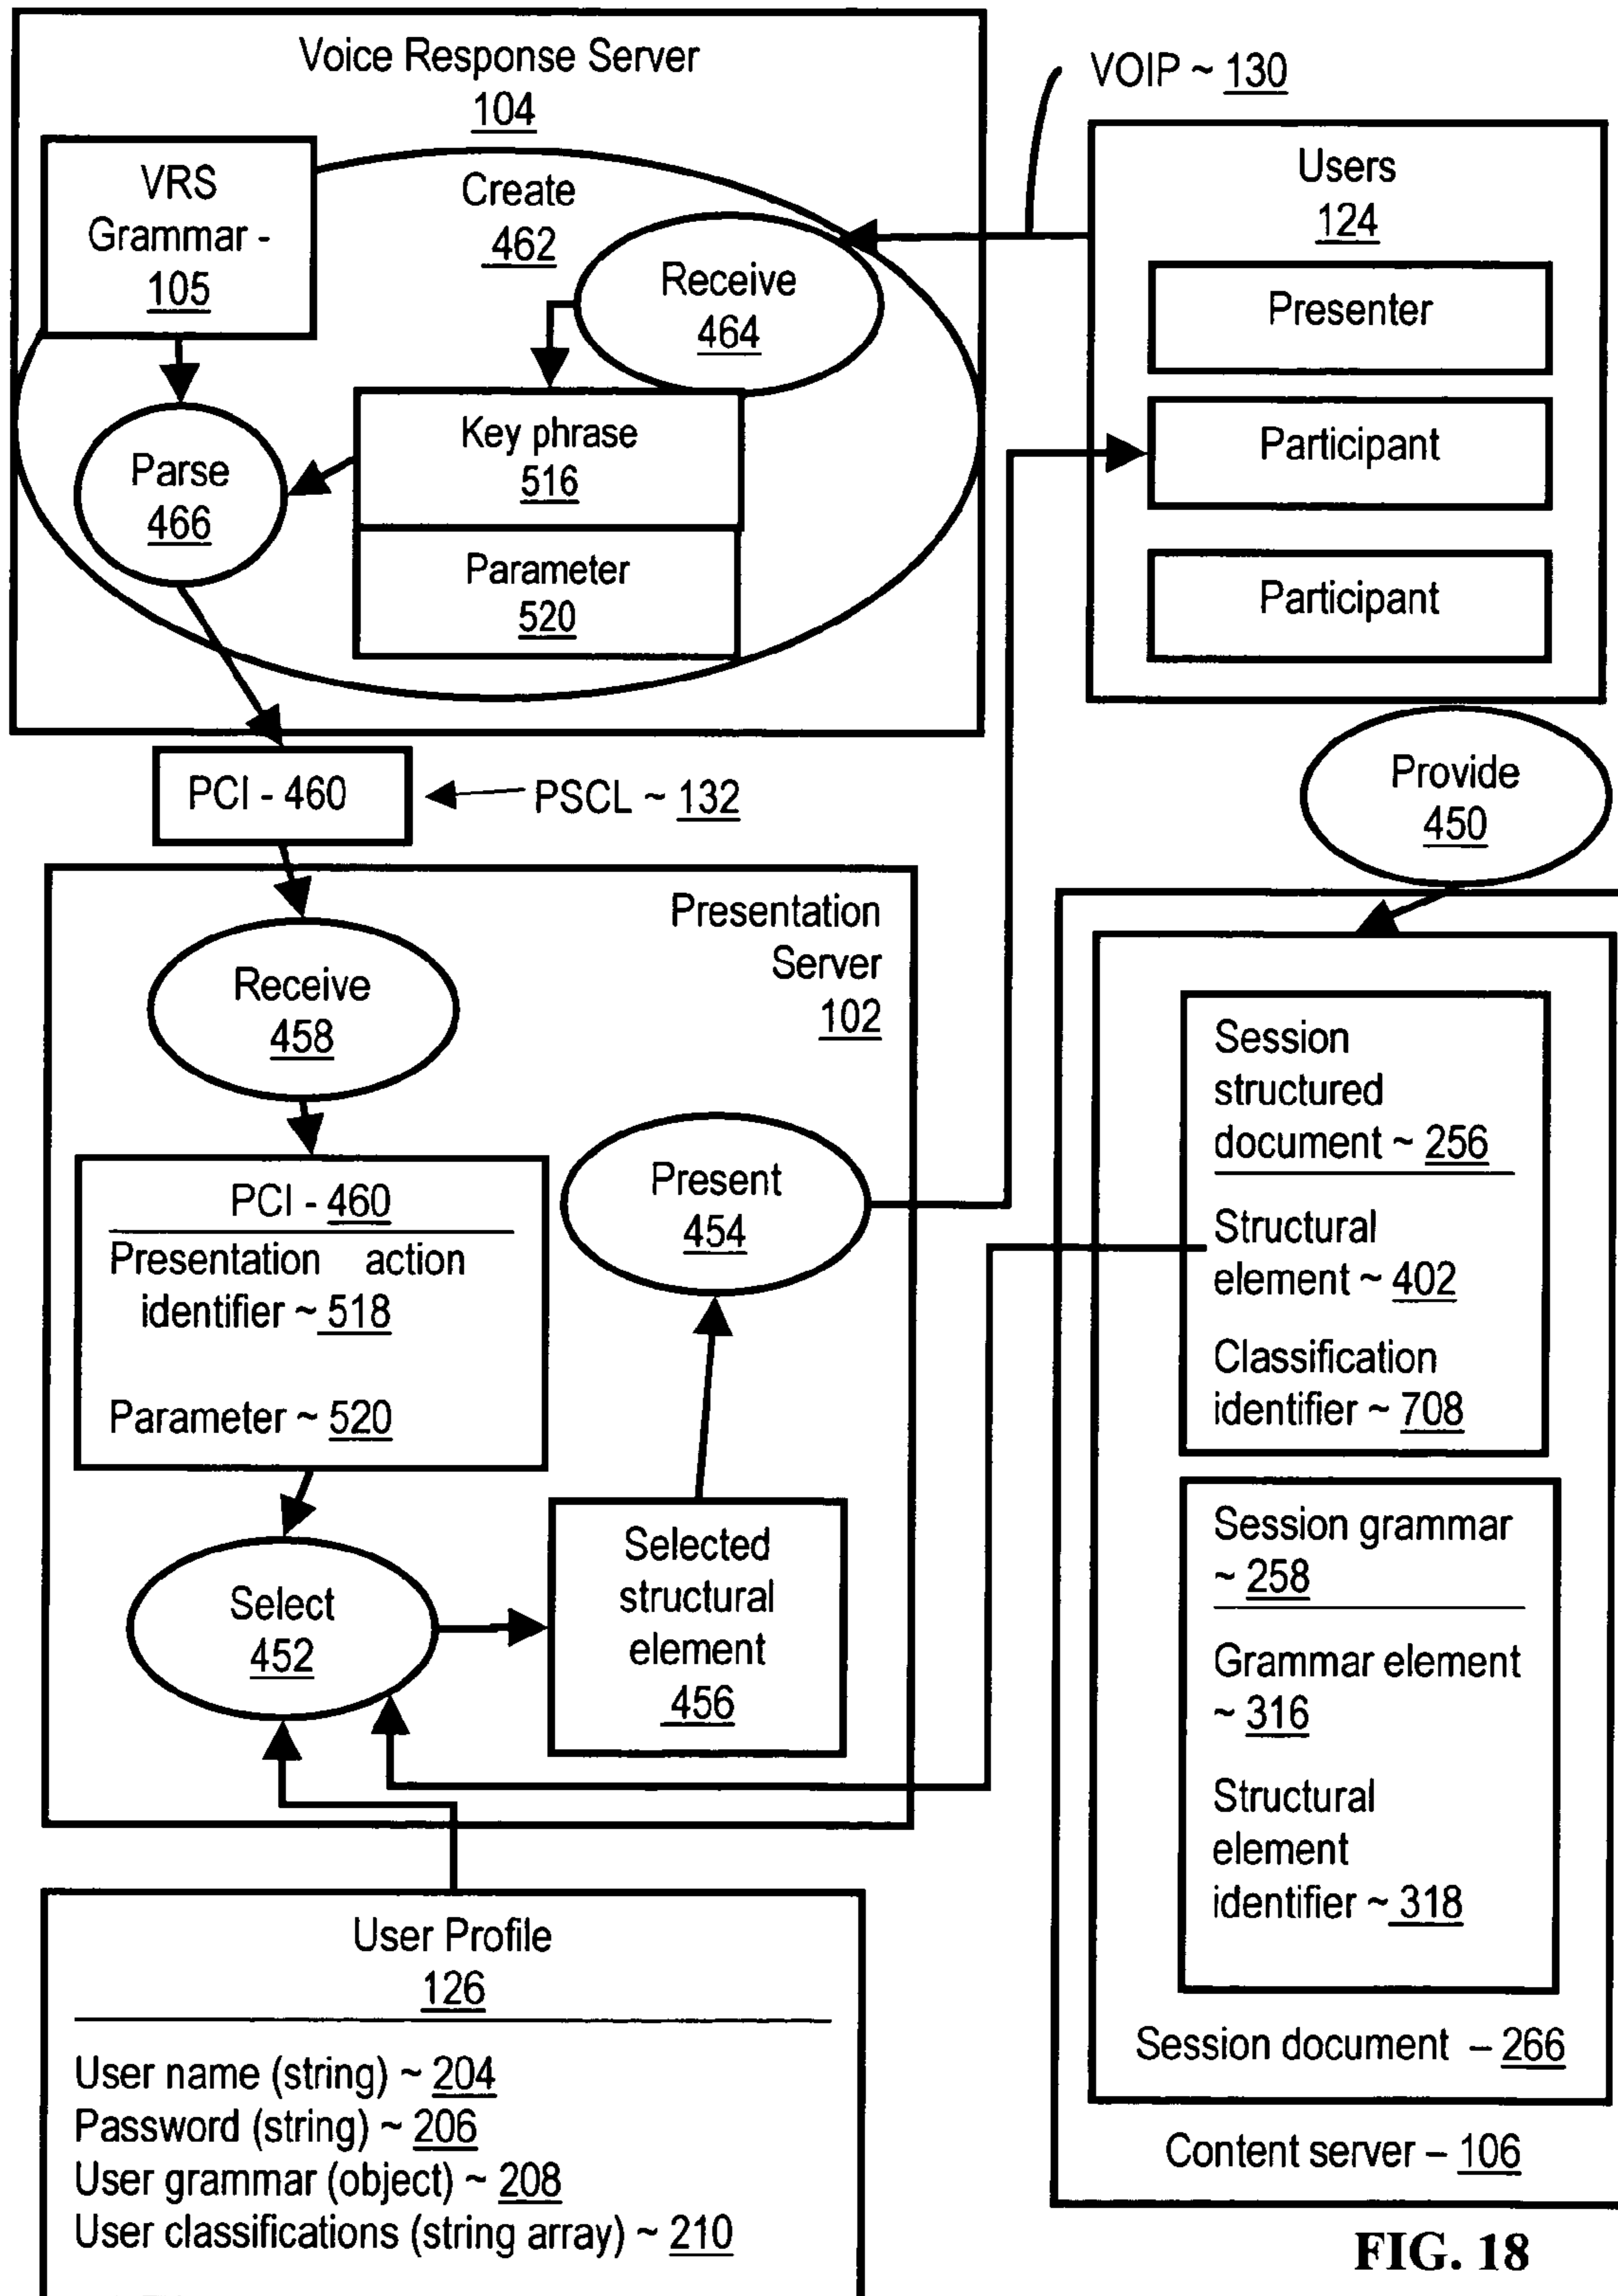 Voice Response Server
104
VOIP ~ 130
VRS
Grammar -
105
Create
462
Receive
464
Key phrase
516
Parameter
520
Parse
466
Users
124
Presenter
Participant
Participant
PCI - 460
PSCL ~ 132
Provide
450
Presentation
Server
102
Receive
458
PCI - 460
Presentation action
identifier ~ 518
Parameter ~ 520
Present
454
Select
452
Selected
structural
element
456
Session
structured
document ~ 256
Structural
element ~ 402
Classification
identifier ~ 708
Session grammar
~ 258
Grammar element
~ 316
Structural
element
identifier ~ 318
Session document – 266
Content server – 106
User Profile
126
User name (string) ~ 204
Password (string) ~ 206
User grammar (object) ~ 208
User classifications (string array) ~ 210
FIG. 18